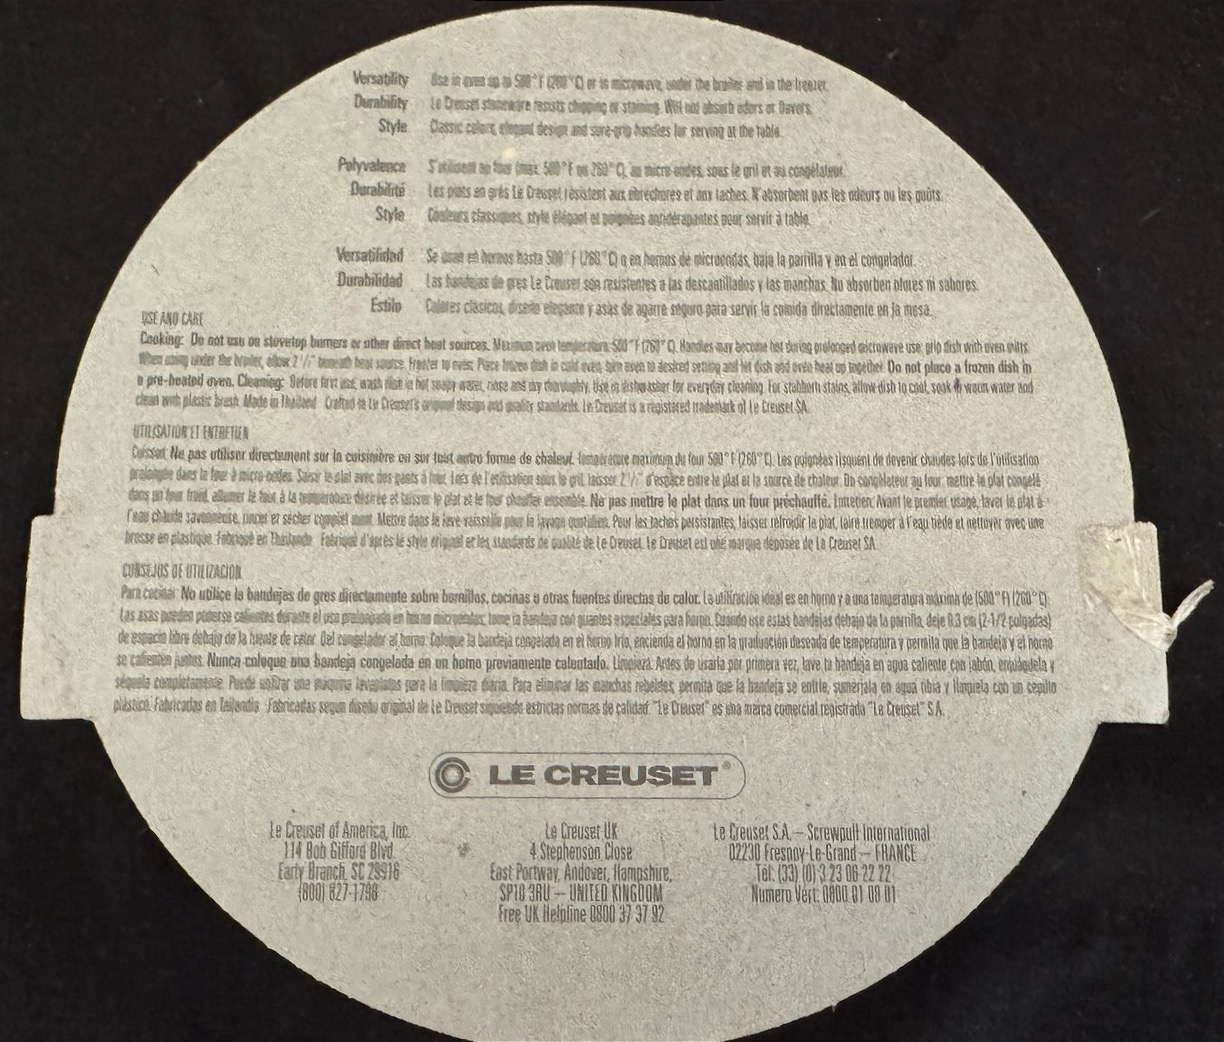 Versatility Use in oven up to 500°F (260°C) or in microwave, under the broiler and in the freezer.
Durability Le Creuset stoneware resists chipping or staining. Will not absorb odors or flavors.
Style Classic colors, elegant design and sure-grip handles for serving at the table.
Polyvalence S'utilisent au four (max. 500°F ou 260°C), au micro-ondes, sous le gril et au congélateur.
Durabilité Les plats en grès Le Creuset résistent aux ébréchures et aux taches. N'absorbent pas les odeurs ou les goûts.
Style Couleurs classiques, style élégant et poignées antidérapantes pour servir à table.
Versatilidad Se usan en hornos hasta 500°F (260°C) o en hornos de microondas, bajo la parrilla y en el congelador.
Durabilidad Las bandejas de gres Le Creuset son resistentes a las descantillados y las manchas. No absorben olores ni sabores.
Estilo Colores clásicos, diseño elegante y asas de agarre seguro para servir la comida directamente en la mesa.
USE AND CARE
Cooking: Do not use on stovetop burners or other direct heat sources. Maximum oven temperature: 500°F (260°C). Handles may become hot during prolonged microwave use; grip dish with oven mitts.
When using under the broiler, allow 2 1/2" beneath heat source. Freezer to oven: Place frozen dish in cold oven, turn oven to desired setting and let dish and oven heat up together. Do not place a frozen dish in
a pre-heated oven. Cleaning: Before first use, wash dish in hot soapy water, rinse and dry thoroughly. Use in dishwasher for everyday cleaning. For stubborn stains, allow dish to cool, soak in warm water and
clean with plastic brush. Made in Thailand Crafted to Le Creuset's original design and quality standards. Le Creuset is a registered trademark of Le Creuset SA.
UTILISATION ET ENTRETIEN
Cuisson: Ne pas utiliser directement sur la cuisinière ou sur tout autre forme de chaleur. Température maximum du four 500°F (260°C). Les poignées risquent de devenir chaudes lors de l'utilisation
prolongée dans le four à micro-ondes. Saisir le plat avec des gants à four. Lors de l'utilisation sous le gril, laisser 2 1/2" d'espace entre le plat et la source de chaleur. Du congélateur au four: mettre le plat congelé
dans un four froid, allumer le four à la température désirée et laisser le plat et le four chauffer ensemble. Ne pas mettre le plat dans un four préchauffé. Entretien: Avant le premier usage, laver le plat à
l'eau chaude savonneuse, rincer et sécher complètement. Mettre dans le lave-vaisselle pour le lavage quotidien. Pour les taches persistantes, laisser refroidir le plat, faire tremper à l'eau tiède et nettoyer avec une
brosse en plastique. Fabriqué en Thaïlande Fabriqué d'après le style original et les standards de qualité de Le Creuset. Le Creuset est une marque déposée de Le Creuset SA.
CONSEJOS DE UTILIZACION
Para cocinar: No utilice la bandejas de gres directamente sobre hornillos, cocinas u otras fuentes directas de calor. La utilización ideal es en horno y a una temperatura máxima de (500°F) (260°C).
Las asas pueden ponerse calientes durante el uso prolongado en horno microondas; tome la bandeja con guantes especiales para horno. Cuando use estas bandejas debajo de la parrilla, deje 6.3 cm (2-1/2 pulgadas)
de espacio libre debajo de la fuente de calor. Del congelador al horno: Coloque la bandeja congelada en el horno frío, encienda el horno en la graduación deseada de temperatura y permita que la bandeja y el horno
se calienten juntos. Nunca coloque una bandeja congelada en un horno previamente calentado. Limpieza: Antes de usarla por primera vez, lave la bandeja en agua caliente con jabón, enjuáguela y
séquela completamente. Puede utilizar una máquina lavaplatos para la limpieza diaria. Para eliminar las manchas rebeldes, permita que la bandeja se enfríe, sumérjala en agua tibia y límpiela con un cepillo
plástico. Fabricadas en Tailandia Fabricadas según diseño original de Le Creuset siguiendo estrictas normas de calidad. "Le Creuset" es una marca comercial registrada "Le Creuset" S.A.
LE CREUSET®
Le Creuset of America, Inc.
114 Bob Gifford Blvd.
Early Branch, SC 29916
(800) 827-1798
Le Creuset UK
4 Stephenson Close
East Portway, Andover, Hampshire,
SP10 3RU — UNITED KINGDOM
Free UK Helpline 0800 37 37 92
Le Creuset S.A. — Screwpull International
02230 Fresnoy-Le-Grand — FRANCE
Tél. (33) (0) 3 23 06 22 22
Numero Vert: 0800 81 08 01